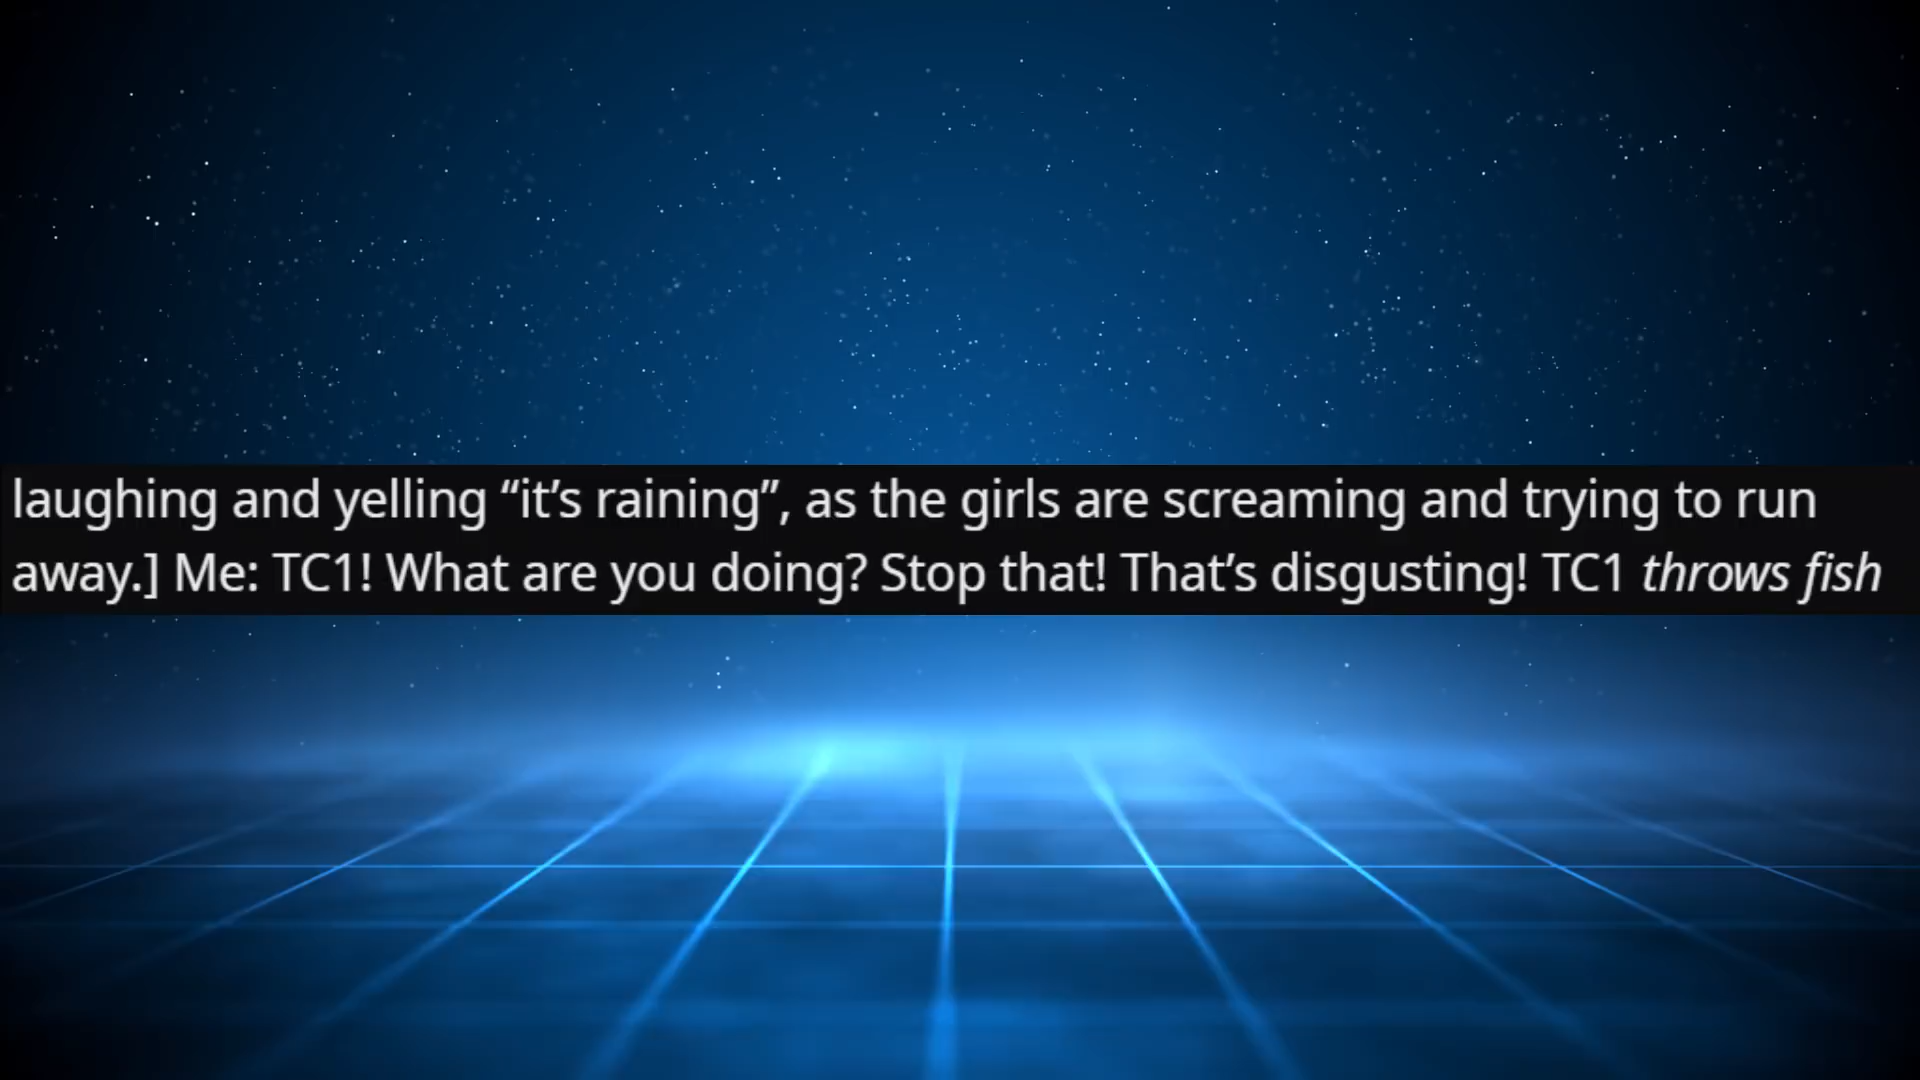 laughing and yelling “it’s raining”, as the girls are screaming and trying to run
away.] Me: TC1! What are you doing? Stop that! That’s disgusting! TC1 throws fish